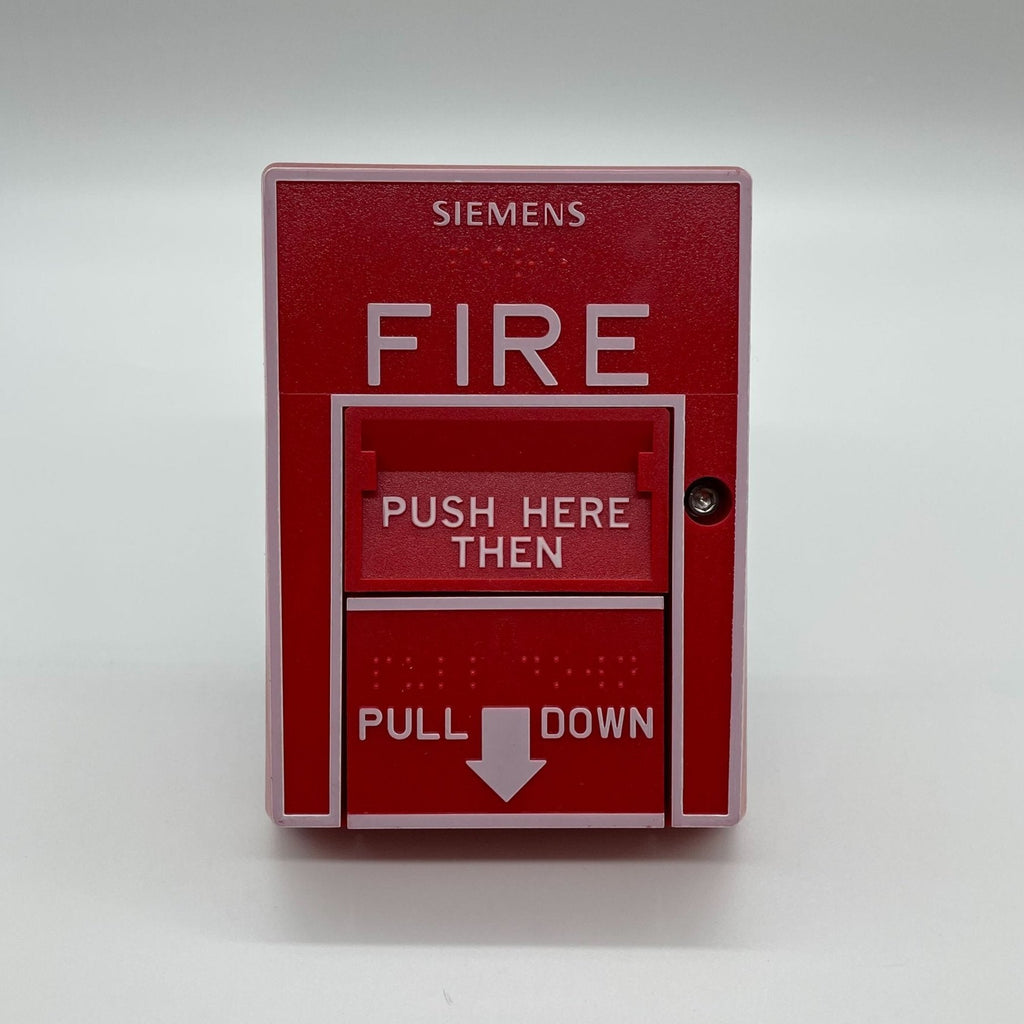 SIEMENS
FIRE
PUSH HERE
THEN
PULL DOWN